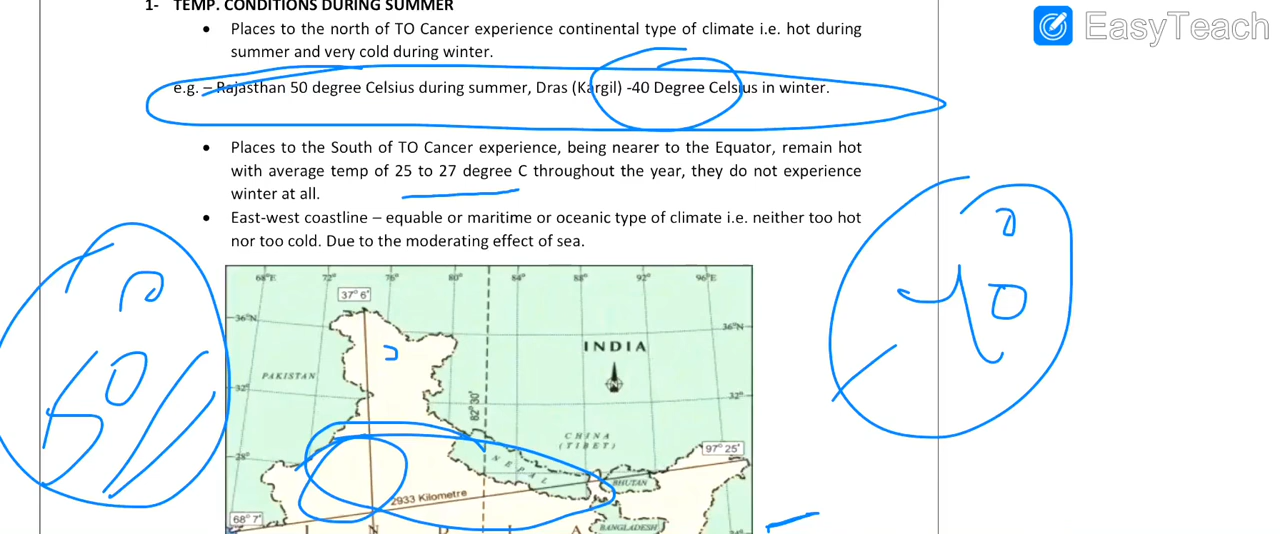 1- TEMP. CONDITIONS DURING SUMMER
EasyTeach
• Places to the north of TO Cancer experience continental type of climate i.e. hot during
summer and very cold during winter.
e.g. – Rajasthan 50 degree Celsius during summer, Dras (Kargil) -40 Degree Celsius in winter.
• Places to the South of TO Cancer experience, being nearer to the Equator, remain hot
with average temp of 25 to 27 degree C throughout the year, they do not experience
winter at all.
• East-west coastline – equable or maritime or oceanic type of climate i.e. neither too hot
nor too cold. Due to the moderating effect of sea.
68°E 72° 76° 80° 84° 88° 92° 96°E
37° 6'
36°N 36°N
INDIA
N
PAKISTAN
32° 32°
82° 30'
CHINA
(TIBET)
97° 25'
28°
NEPAL
BHUTAN
2933 Kilometre
68° 7'
I N D I A
BANGLADESH
50
-40